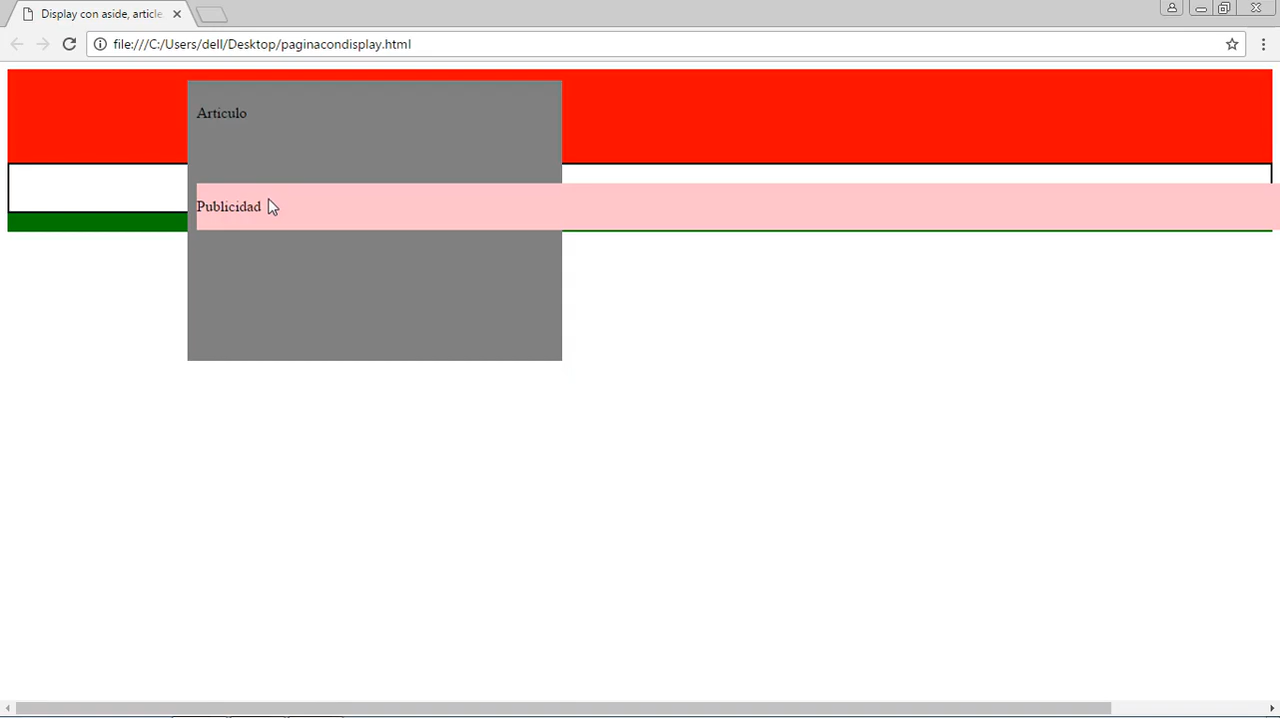 Display con aside, article
file:///C:/Users/dell/Desktop/paginacondisplay.html
Articulo
Publicidad